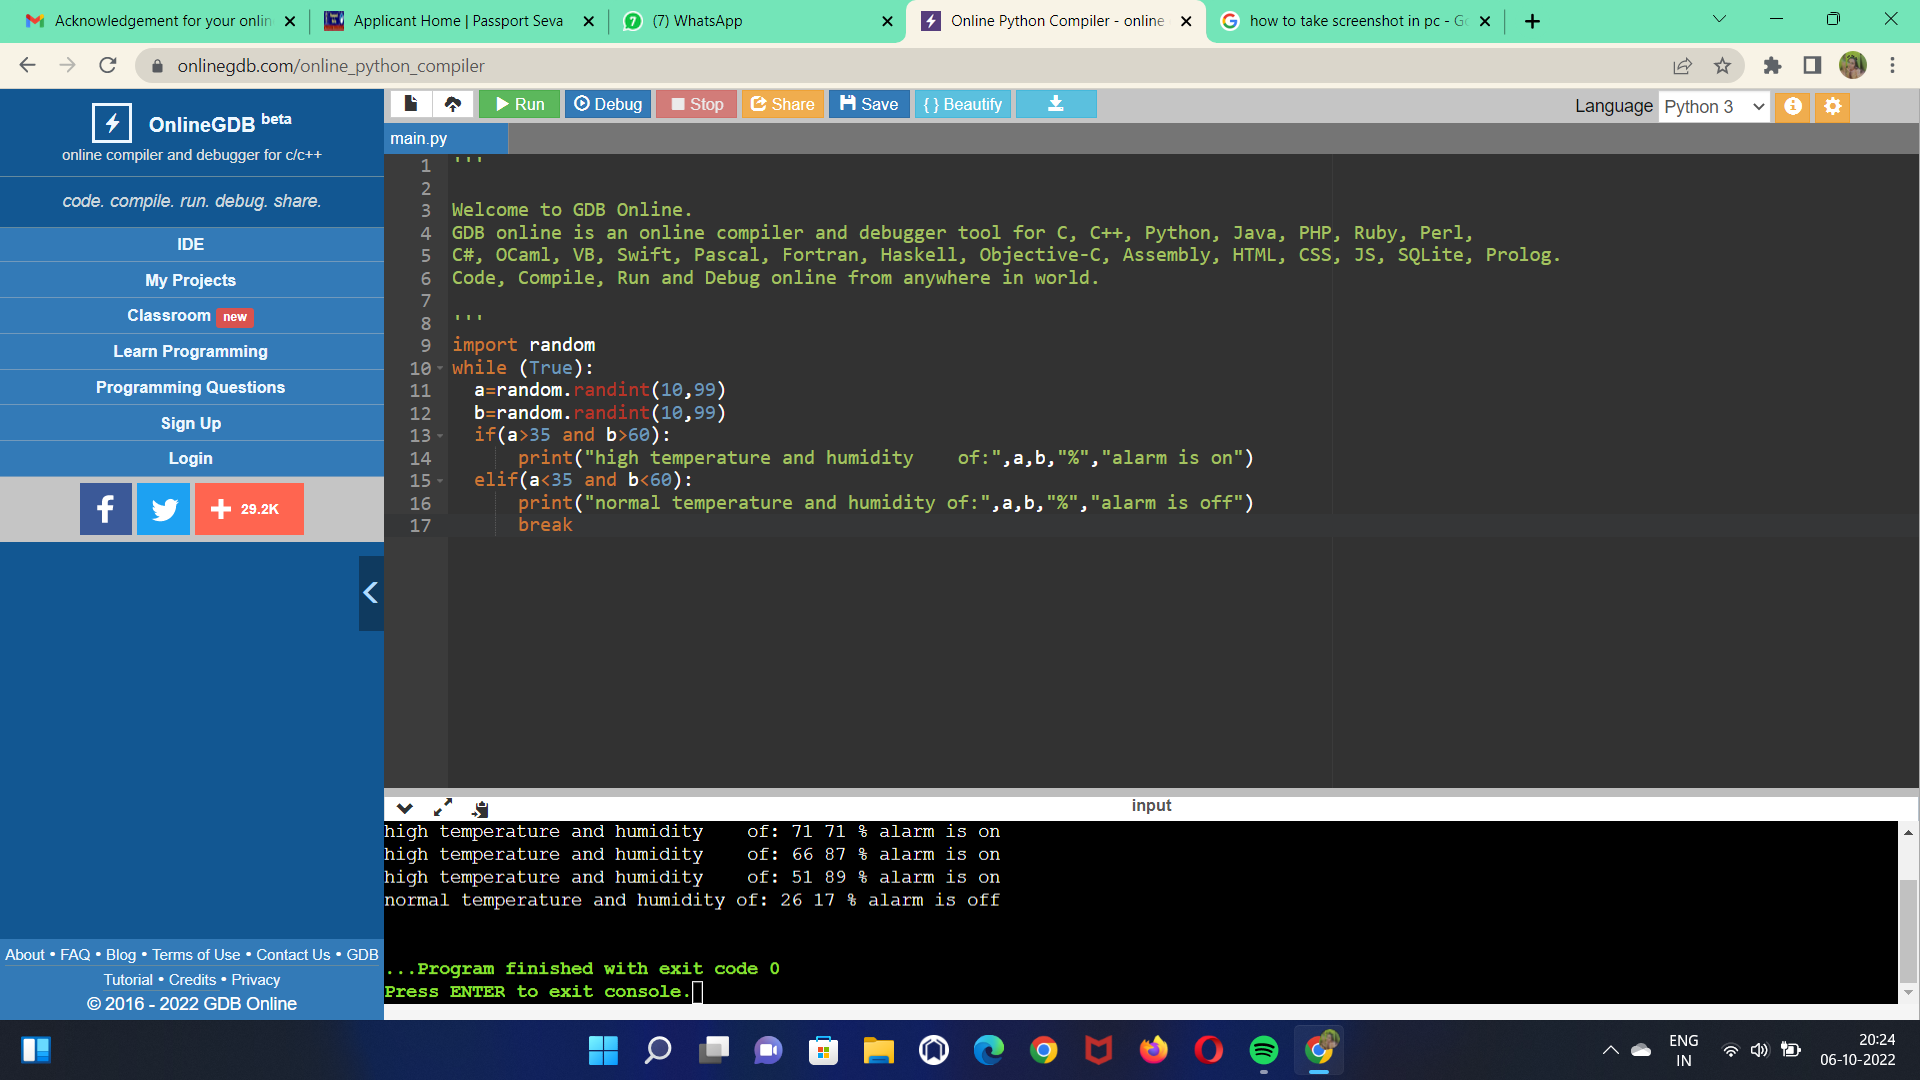 Acknowledgement for your onlin
Applicant Home | Passport Seva
7
(7) WhatsApp
Online Python Compiler - online
how to take screenshot in pc - Go
onlinegdb.com/online_python_compiler
OnlineGDB beta
online compiler and debugger for c/c++
code. compile. run. debug. share.
IDE
My Projects
Classroom new
Learn Programming
Programming Questions
Sign Up
Login
29.2K
About • FAQ • Blog • Terms of Use • Contact Us • GDB
Tutorial • Credits • Privacy
© 2016 - 2022 GDB Online
Run
Debug
Stop
Share
Save
{ } Beautify
Language Python 3
main.py
1 '''
2
3 Welcome to GDB Online.
4 GDB online is an online compiler and debugger tool for C, C++, Python, Java, PHP, Ruby, Perl,
5 C#, OCaml, VB, Swift, Pascal, Fortran, Haskell, Objective-C, Assembly, HTML, CSS, JS, SQLite, Prolog.
6 Code, Compile, Run and Debug online from anywhere in world.
7
8 '''
9 import random
10 while (True):
11   a=random.randint(10,99)
12   b=random.randint(10,99)
13   if(a>35 and b>60):
14       print("high temperature and humidity    of:",a,b,"%","alarm is on")
15   elif(a<35 and b<60):
16       print("normal temperature and humidity of:",a,b,"%","alarm is off")
17       break
input
high temperature and humidity    of: 71 71 % alarm is on
high temperature and humidity    of: 66 87 % alarm is on
high temperature and humidity    of: 51 89 % alarm is on
normal temperature and humidity of: 26 17 % alarm is off
...Program finished with exit code 0
Press ENTER to exit console.
ENG
IN
20:24
06-10-2022